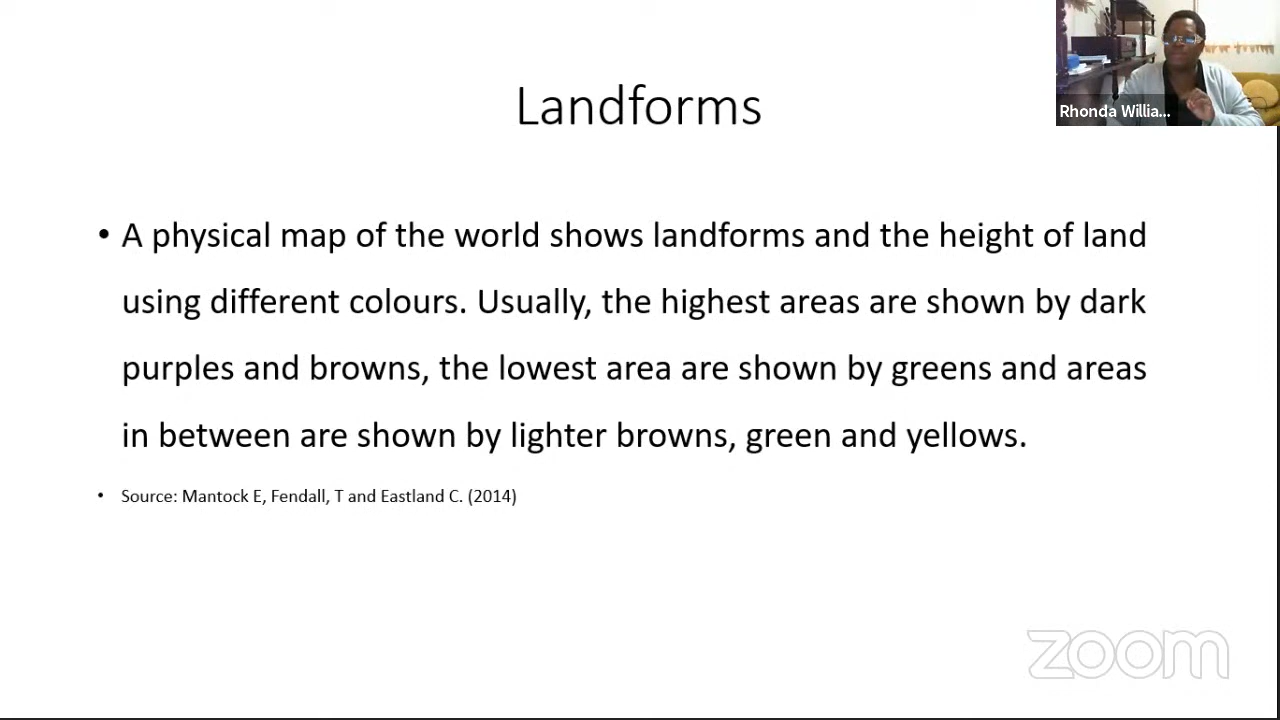 Landforms
Rhonda Willia...
• A physical map of the world shows landforms and the height of land
using different colours. Usually, the highest areas are shown by dark
purples and browns, the lowest area are shown by greens and areas
in between are shown by lighter browns, green and yellows.
• Source: Mantock E, Fendall, T and Eastland C. (2014)
zoom